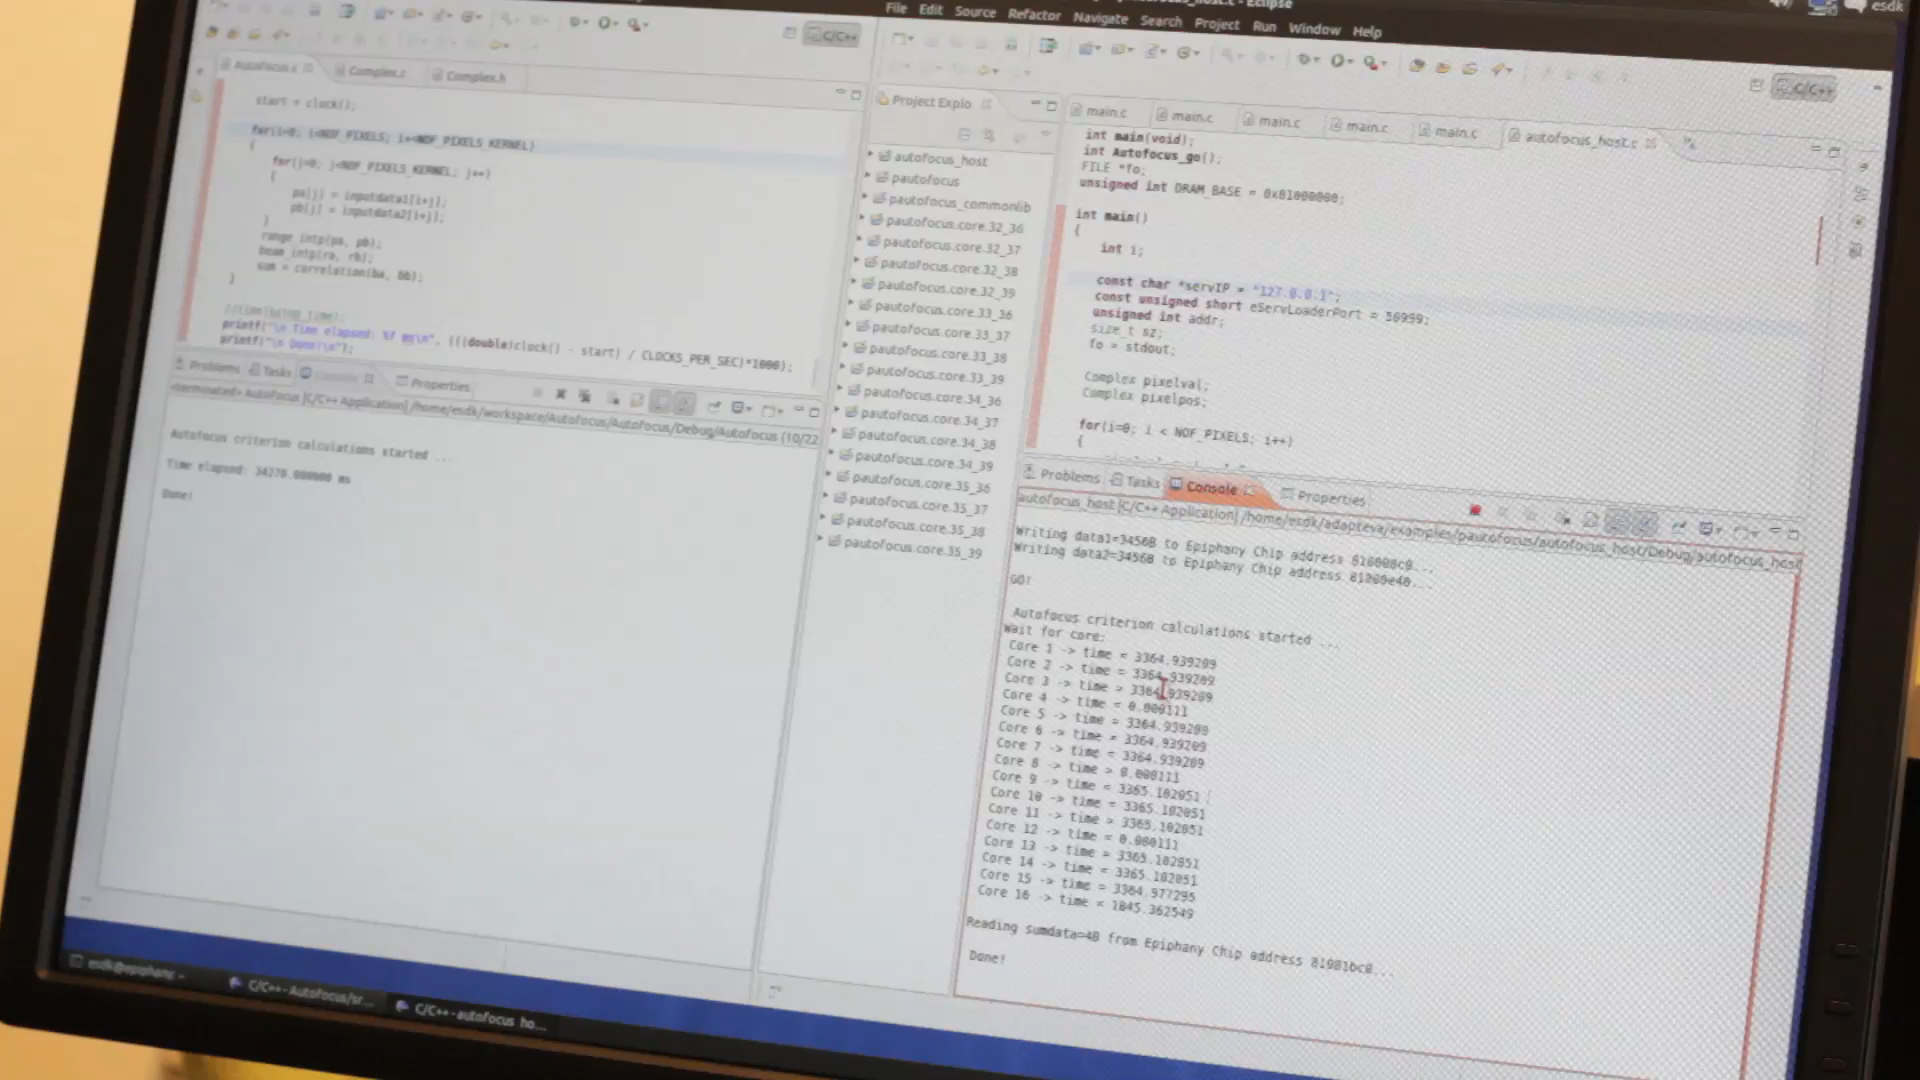 File Edit Source Refactor Navigate Search Project Run Window Help
esdk
C/C++
Autofocus.c Complex.c Complex.h
start = clock();
for(i=0; i<NOF_PIXELS; i+=NOF_PIXELS_KERNEL)
{
for(j=0; j<NOF_PIXELS_KERNEL; j++)
{
pa[j] = inputdata1[i+j];
pb[j] = inputdata2[i+j];
}
range_intp(pa, pb);
beam_intp(ra, rb);
sum = correlation(ba, bb);
}
printf("\n Time elapsed: %f ms\n", (((double)clock() - start) / CLOCKS_PER_SEC)*1000);
printf("\n Done!\n");
Problems Tasks Console Properties
<terminated> Autofocus [C/C++ Application] /home/esdk/workspace/Autofocus/Autofocus/Debug/Autofocus (10/22
Autofocus criterion calculations started ...
Time elapsed: 34270.000000 ms
Done!
Project Explo
autofocus_host
pautofocus
pautofocus_commonlib
pautofocus.core.32_36
pautofocus.core.32_37
pautofocus.core.32_38
pautofocus.core.32_39
pautofocus.core.33_36
pautofocus.core.33_37
pautofocus.core.33_38
pautofocus.core.33_39
pautofocus.core.34_36
pautofocus.core.34_37
pautofocus.core.34_38
pautofocus.core.34_39
pautofocus.core.35_36
pautofocus.core.35_37
pautofocus.core.35_38
pautofocus.core.35_39
C/C++
main.c main.c main.c main.c main.c autofocus_host.c
int main(void);
int Autofocus_go();
FILE *fo;
unsigned int DRAM_BASE = 0x81000000;
int main()
{
int i;
const char *servIP = "127.0.0.1";
const unsigned short eServLoaderPort = 50999;
unsigned int addr;
size_t sz;
fo = stdout;
Complex pixelval;
Complex pixelpos;
for(i=0; i < NOF_PIXELS; i++)
{
Problems Tasks Console Properties
autofocus_host [C/C++ Application] /home/esdk/adapteva/examples/pautofocus/autofocus_host/Debug/autofocus_host
Writing data1=3456B to Epiphany Chip address 810000c0...
Writing data2=3456B to Epiphany Chip address 81000e40...
GO!
Autofocus criterion calculations started ...
Wait for core:
Core 1 -> time = 3364.939209
Core 2 -> time = 3364.939209
Core 3 -> time = 3364.939209
Core 4 -> time = 0.000111
Core 5 -> time = 3364.939209
Core 6 -> time = 3364.939209
Core 7 -> time = 3364.939209
Core 8 -> time = 0.000111
Core 9 -> time = 3365.102051
Core 10 -> time = 3365.102051
Core 11 -> time = 3365.102051
Core 12 -> time = 0.000111
Core 13 -> time = 3365.102051
Core 14 -> time = 3365.102051
Core 15 -> time = 3364.977295
Core 16 -> time = 1845.362549
Reading sumdata=4B from Epiphany Chip address 81001bc0...
Done!
esdk@epiphany:
C/C++ - Autofocus/sr...
C/C++ - autofocus_ho...